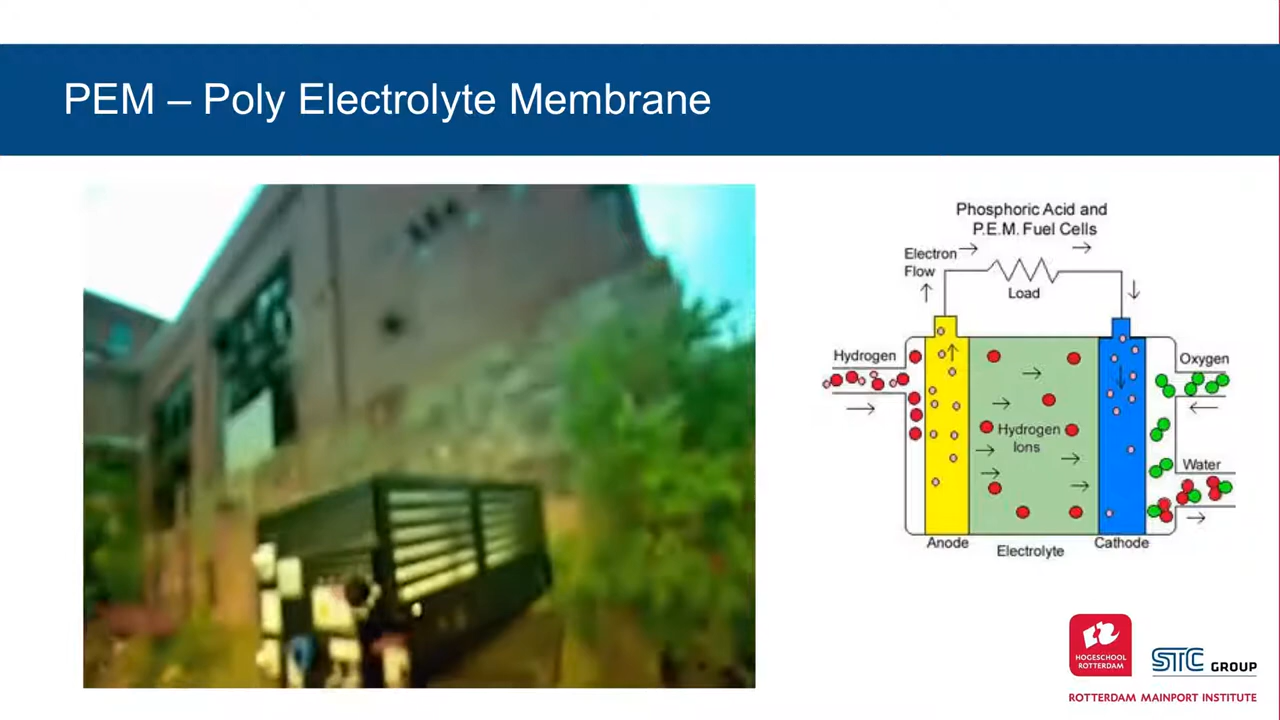 PEM – Poly Electrolyte Membrane
Phosphoric Acid and
P.E.M. Fuel Cells
Electron
Flow
Load
Hydrogen
Oxygen
Hydrogen
Ions
Water
Anode
Electrolyte
Cathode
HOGESCHOOL
ROTTERDAM
STC GROUP
ROTTERDAM MAINPORT INSTITUTE